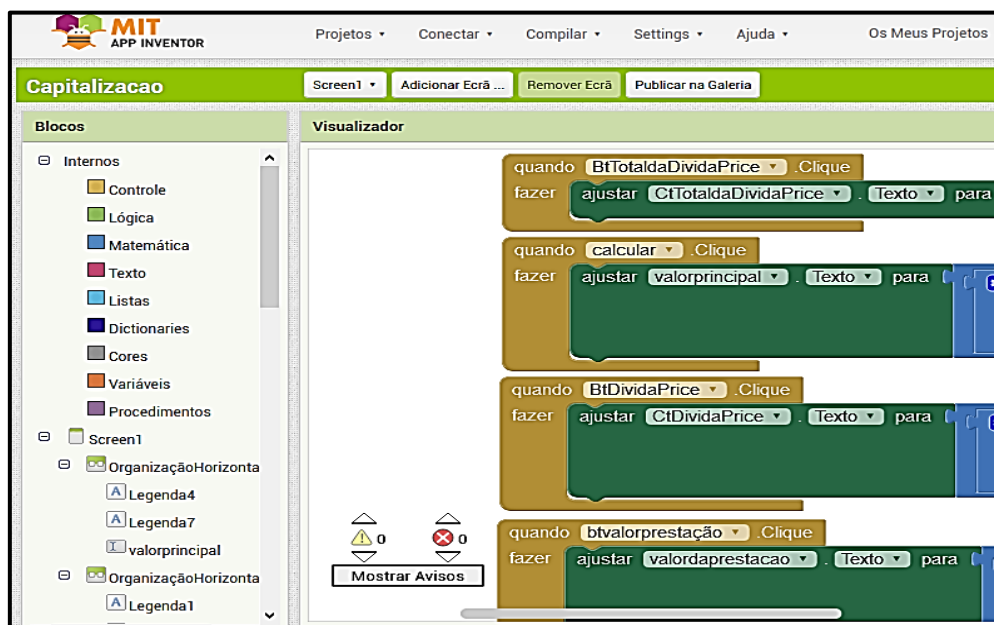 MIT
APP INVENTOR
Projetos Conectar Compilar Settings Ajuda Os Meus Projetos
Capitalizacao Screen1 Adicionar Ecrã ... Remover Ecrã Publicar na Galeria
Blocos
Internos
Controle
Lógica
Matemática
Texto
Listas
Dictionaries
Cores
Variáveis
Procedimentos
Screen1
OrganizaçãoHorizonta
Legenda4
Legenda7
valorprincipal
OrganizaçãoHorizonta
Legenda1
Visualizador
quando BtTotaldaDividaPrice .Clique
fazer ajustar CtTotaldaDividaPrice . Texto para
quando calcular .Clique
fazer ajustar valorprincipal . Texto para
quando BtDividaPrice .Clique
fazer ajustar CtDividaPrice . Texto para
quando btvalorprestação .Clique
fazer ajustar valordaprestacao . Texto para
0 0
Mostrar Avisos